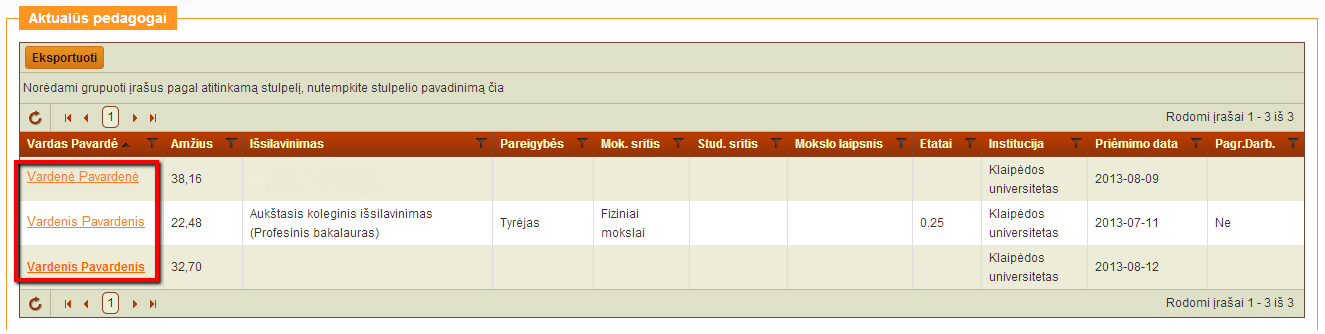 Aktualūs pedagogai
Eksportuoti
Norėdami grupuoti įrašus pagal atitinkamą stulpelį, nutempkite stulpelio pavadinimą čia
1 Rodomi įrašai 1 - 3 iš 3
Vardas Pavardė Amžius Išsilavinimas Pareigybės Mok. sritis Stud. sritis Mokslo laipsnis Etatai Institucija Priėmimo data Pagr.Darb.
Vardenė Pavardenė 38,16 Klaipėdos universitetas 2013-08-09
Vardenis Pavardenis 22,48 Aukštasis koleginis išsilavinimas (Profesinis bakalauras) Tyrėjas Fiziniai mokslai 0.25 Klaipėdos universitetas 2013-07-11 Ne
Vardenis Pavardenis 32,70 Klaipėdos universitetas 2013-08-12
1 Rodomi įrašai 1 - 3 iš 3